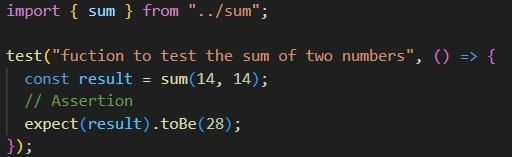 import { sum } from "../sum";
test("fuction to test the sum of two numbers", () => {
const result = sum(14, 14);
// Assertion
expect(result).toBe(28);
});